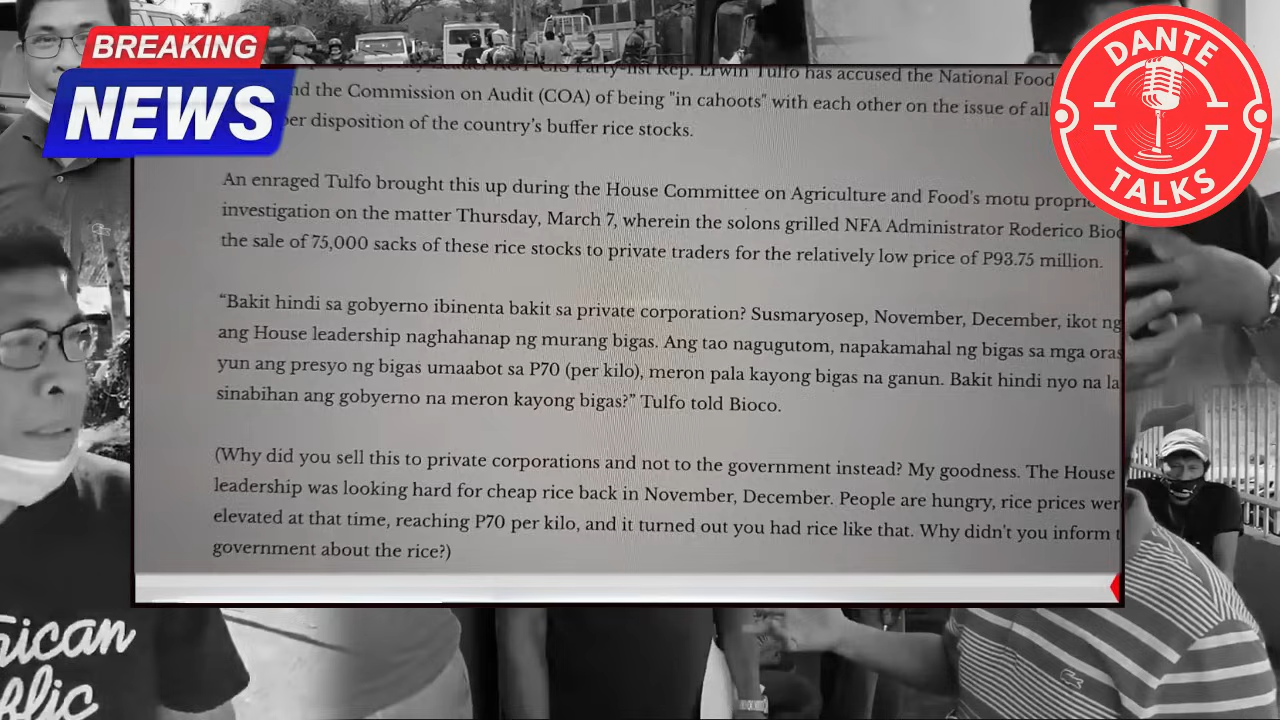 BREAKING
NEWS
DANTE
TALKS
Party-list Rep. Erwin Tulfo has accused the National Food
the Commission on Audit (COA) of being "in cahoots" with each other on the issue of all
disposition of the country's buffer rice stocks.
An enraged Tulfo brought this up during the House Committee on Agriculture and Food's motu
investigation on the matter Thursday, March 7, wherein the solons grilled NFA Administrator Roderico
the sale of 75,000 sacks of these rice stocks to private traders for the relatively low price of P93.75 million.
“Bakit hindi sa gobyerno ibinenta bakit sa private corporation? Susmaryosep, November, December, ikot ng
ang House leadership naghahanap ng murang bigas. Ang tao nagugutom, napakamahal ng bigas sa mga
yun ang presyo ng bigas umaabot sa P70 (per kilo), meron pala kayong bigas na ganun. Bakit hindi nyo na
sinabihan ang gobyerno na meron kayong bigas?” Tulfo told Bioco.
(Why did you sell this to private corporations and not to the government instead? My goodness. The House
leadership was looking hard for cheap rice back in November, December. People are hungry, rice prices
elevated at that time, reaching P70 per kilo, and it turned out you had rice like that. Why didn't you inform
government about the rice?)